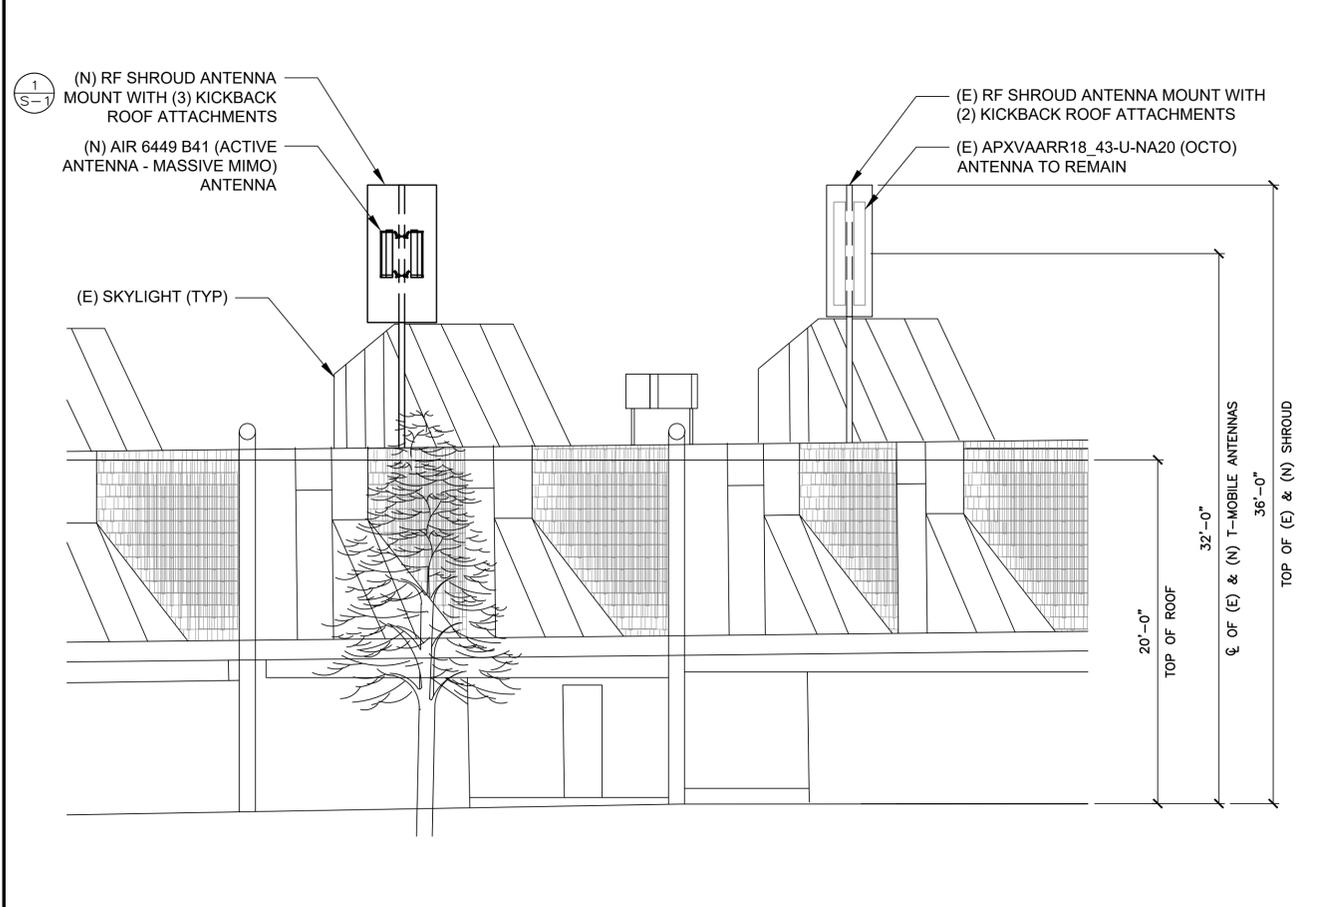 1
S-1
(N) RF SHROUD ANTENNA
MOUNT WITH (3) KICKBACK
ROOF ATTACHMENTS
(N) AIR 6449 B41 (ACTIVE
ANTENNA - MASSIVE MIMO)
ANTENNA
(E) SKYLIGHT (TYP)
(E) RF SHROUD ANTENNA MOUNT WITH
(2) KICKBACK ROOF ATTACHMENTS
(E) APXVAARR18_43-U-NA20 (OCTO)
ANTENNA TO REMAIN
20'-0"
TOP OF ROOF
32'-0"
℄ OF (E) & (N) T-MOBILE ANTENNAS
36'-0"
TOP OF (E) & (N) SHROUD